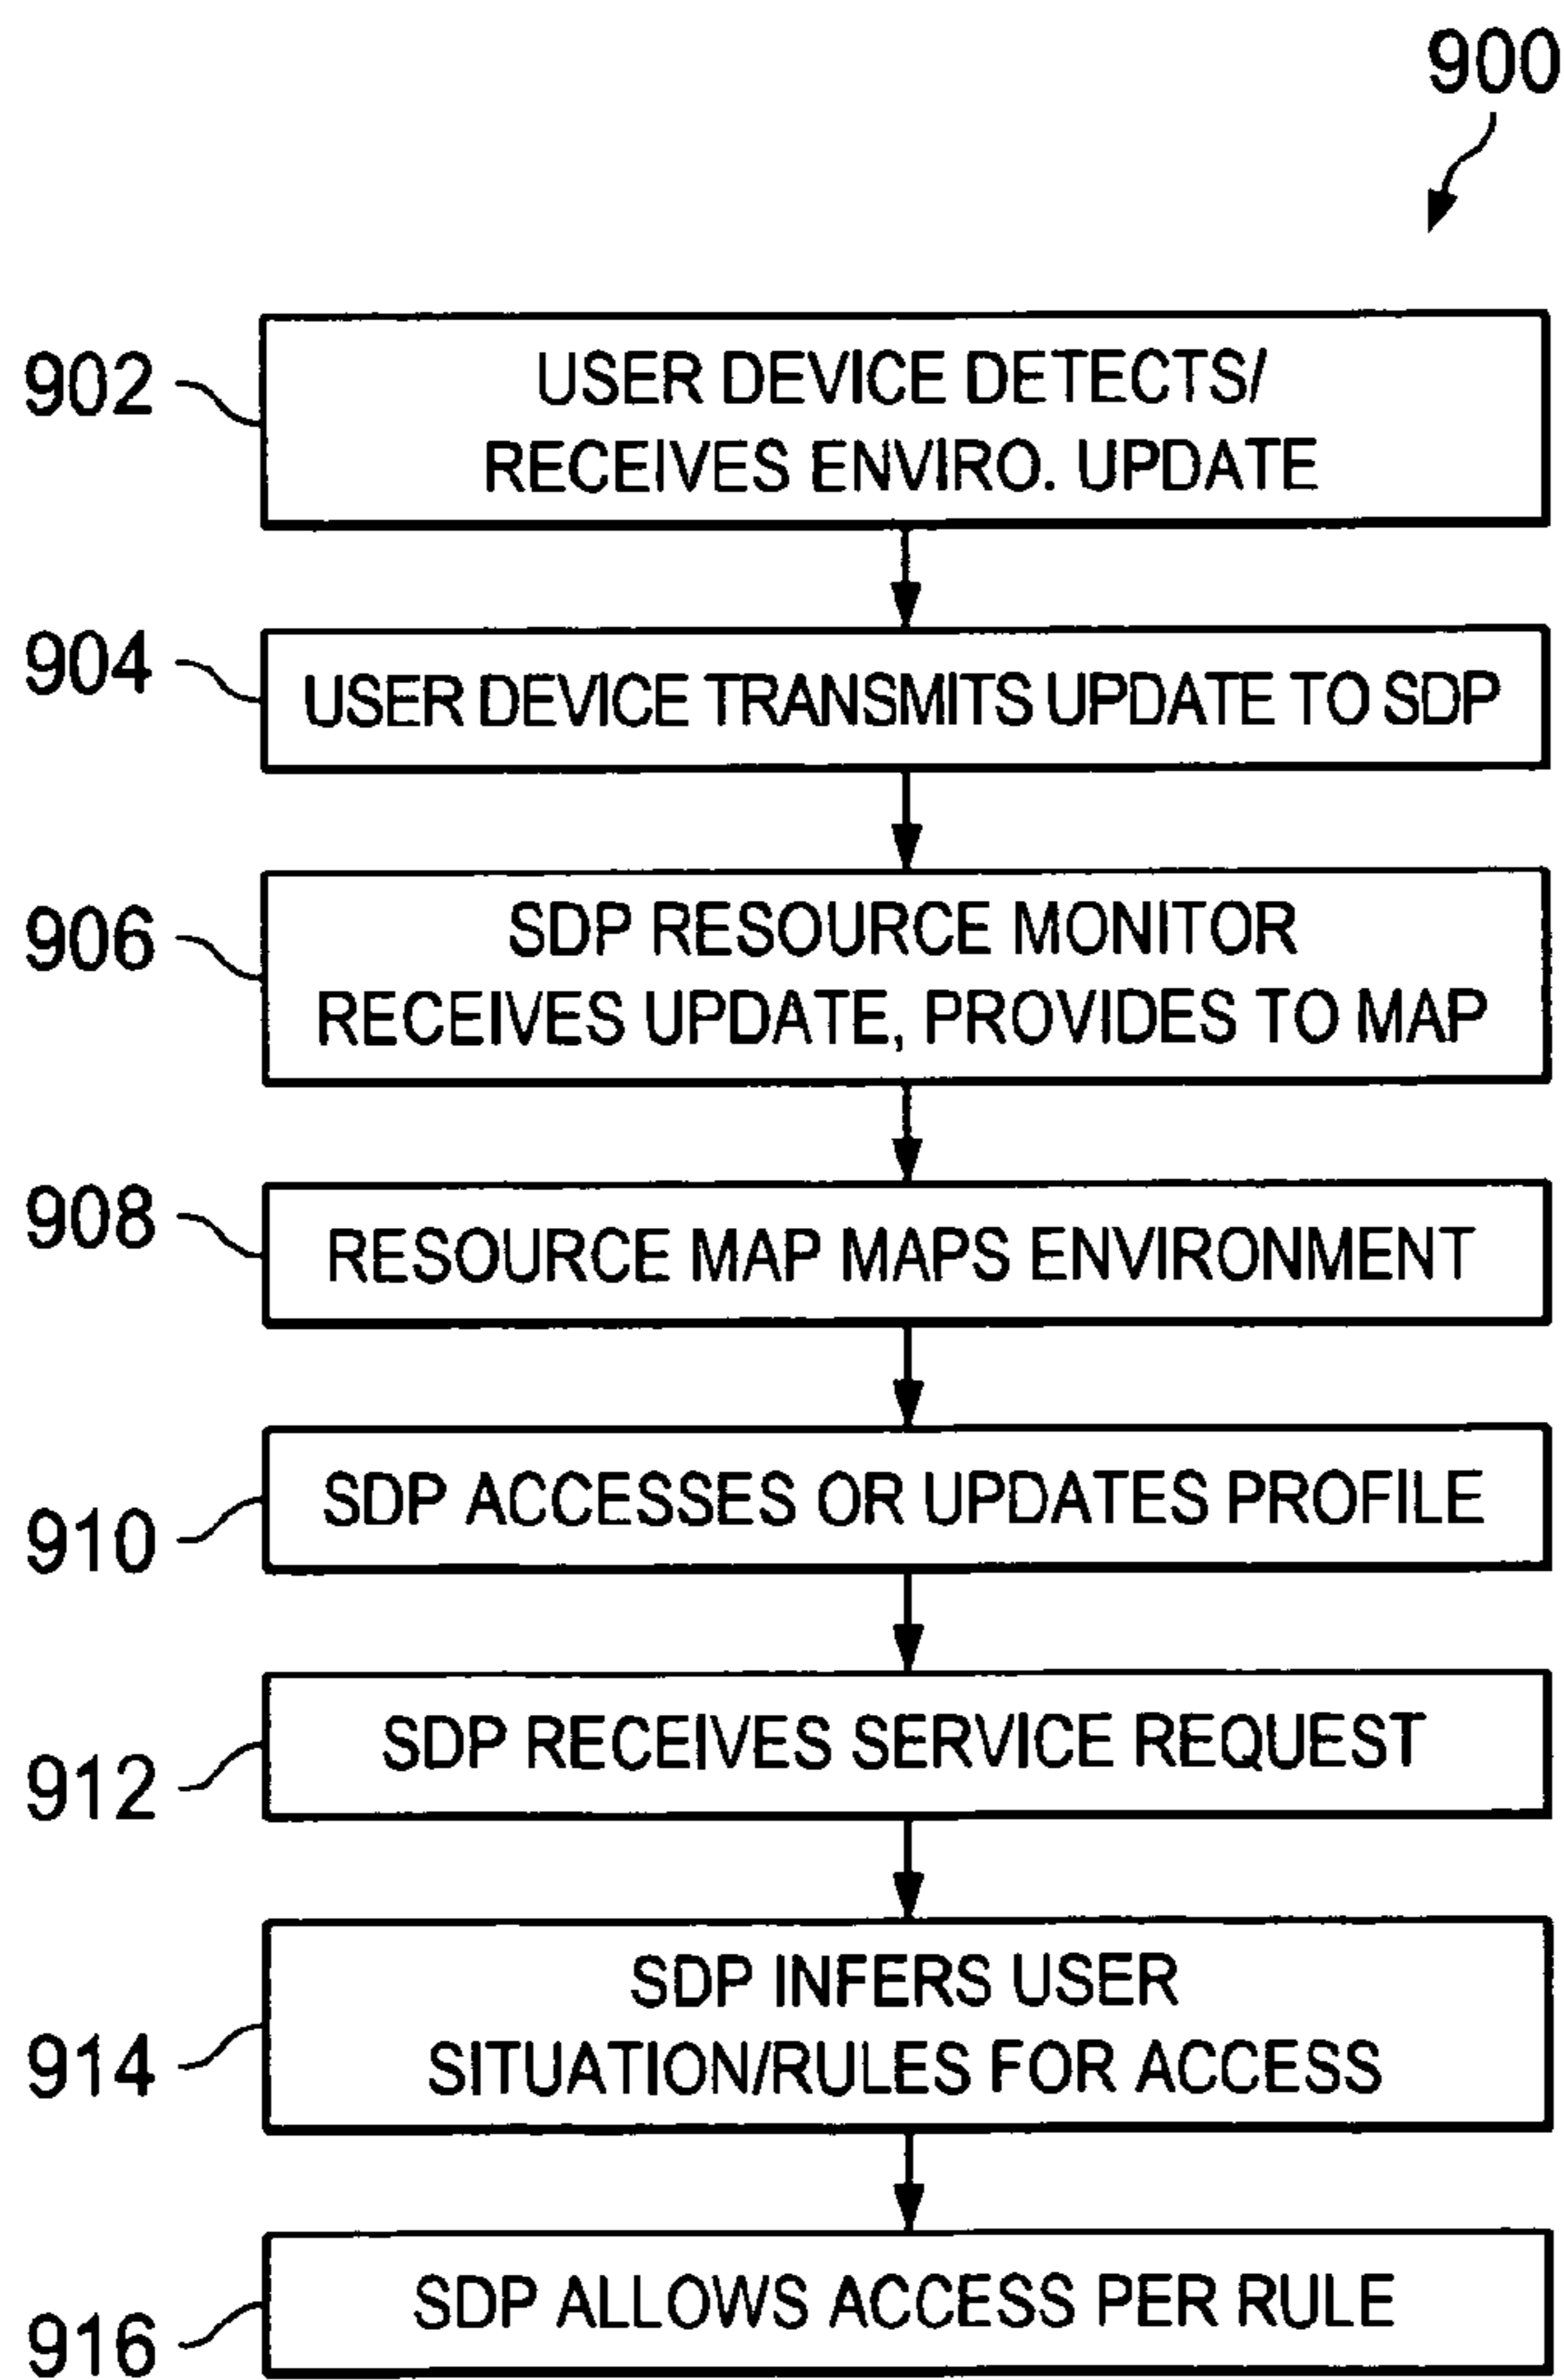 900
902
USER DEVICE DETECTS/
RECEIVES ENVIRO. UPDATE
904
USER DEVICE TRANSMITS UPDATE TO SDP
906
SDP RESOURCE MONITOR
RECEIVES UPDATE, PROVIDES TO MAP
908
RESOURCE MAP MAPS ENVIRONMENT
910
SDP ACCESSES OR UPDATES PROFILE
912
SDP RECEIVES SERVICE REQUEST
914
SDP INFERS USER
SITUATION/RULES FOR ACCESS
916
SDP ALLOWS ACCESS PER RULE